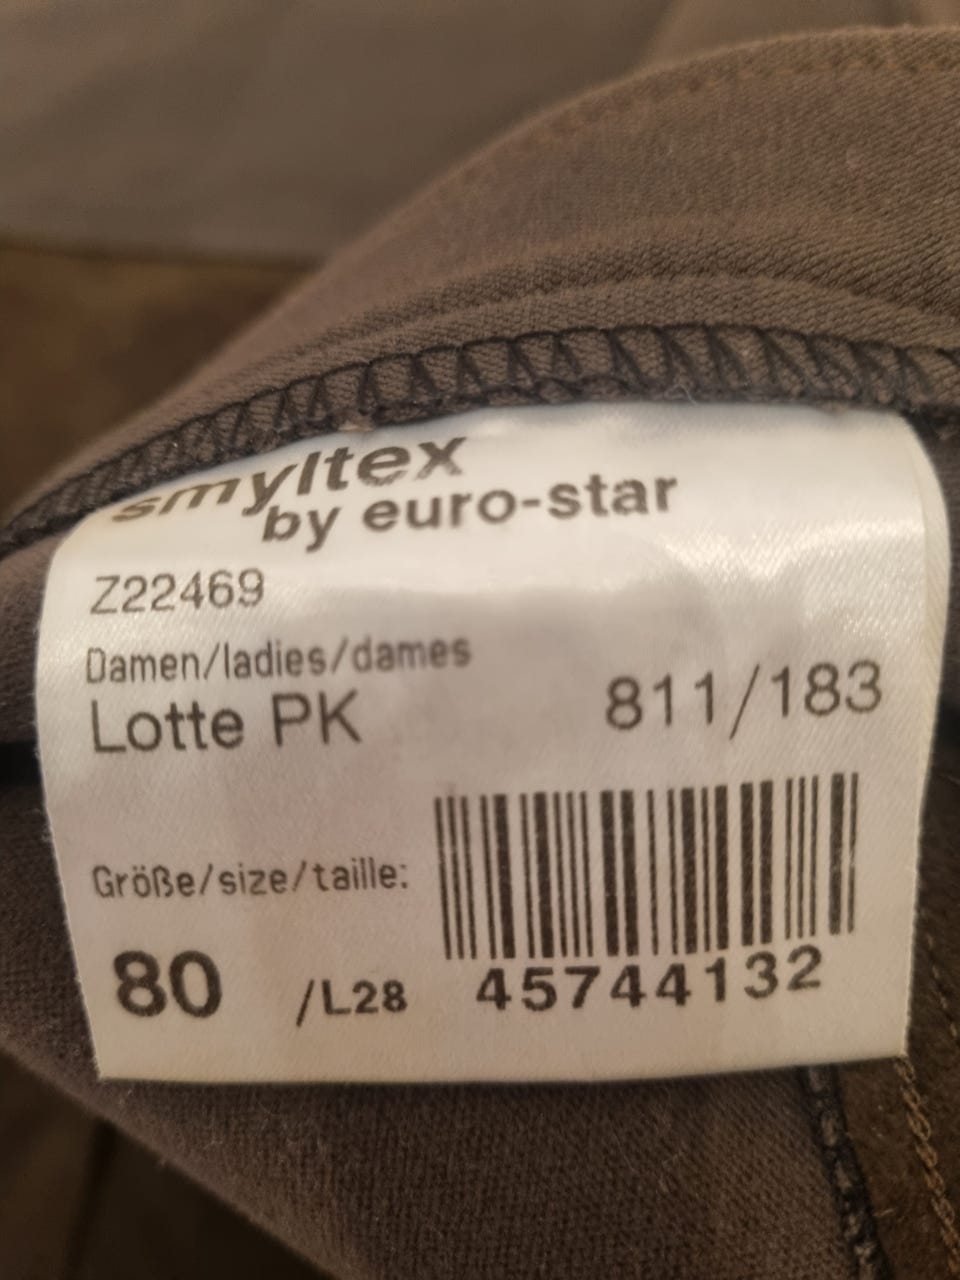 smyltex
by euro-star
Z22469
Damen/ladies/dames
Lotte PK 811/183
Größe/size/taille:
80 /L28
45744132